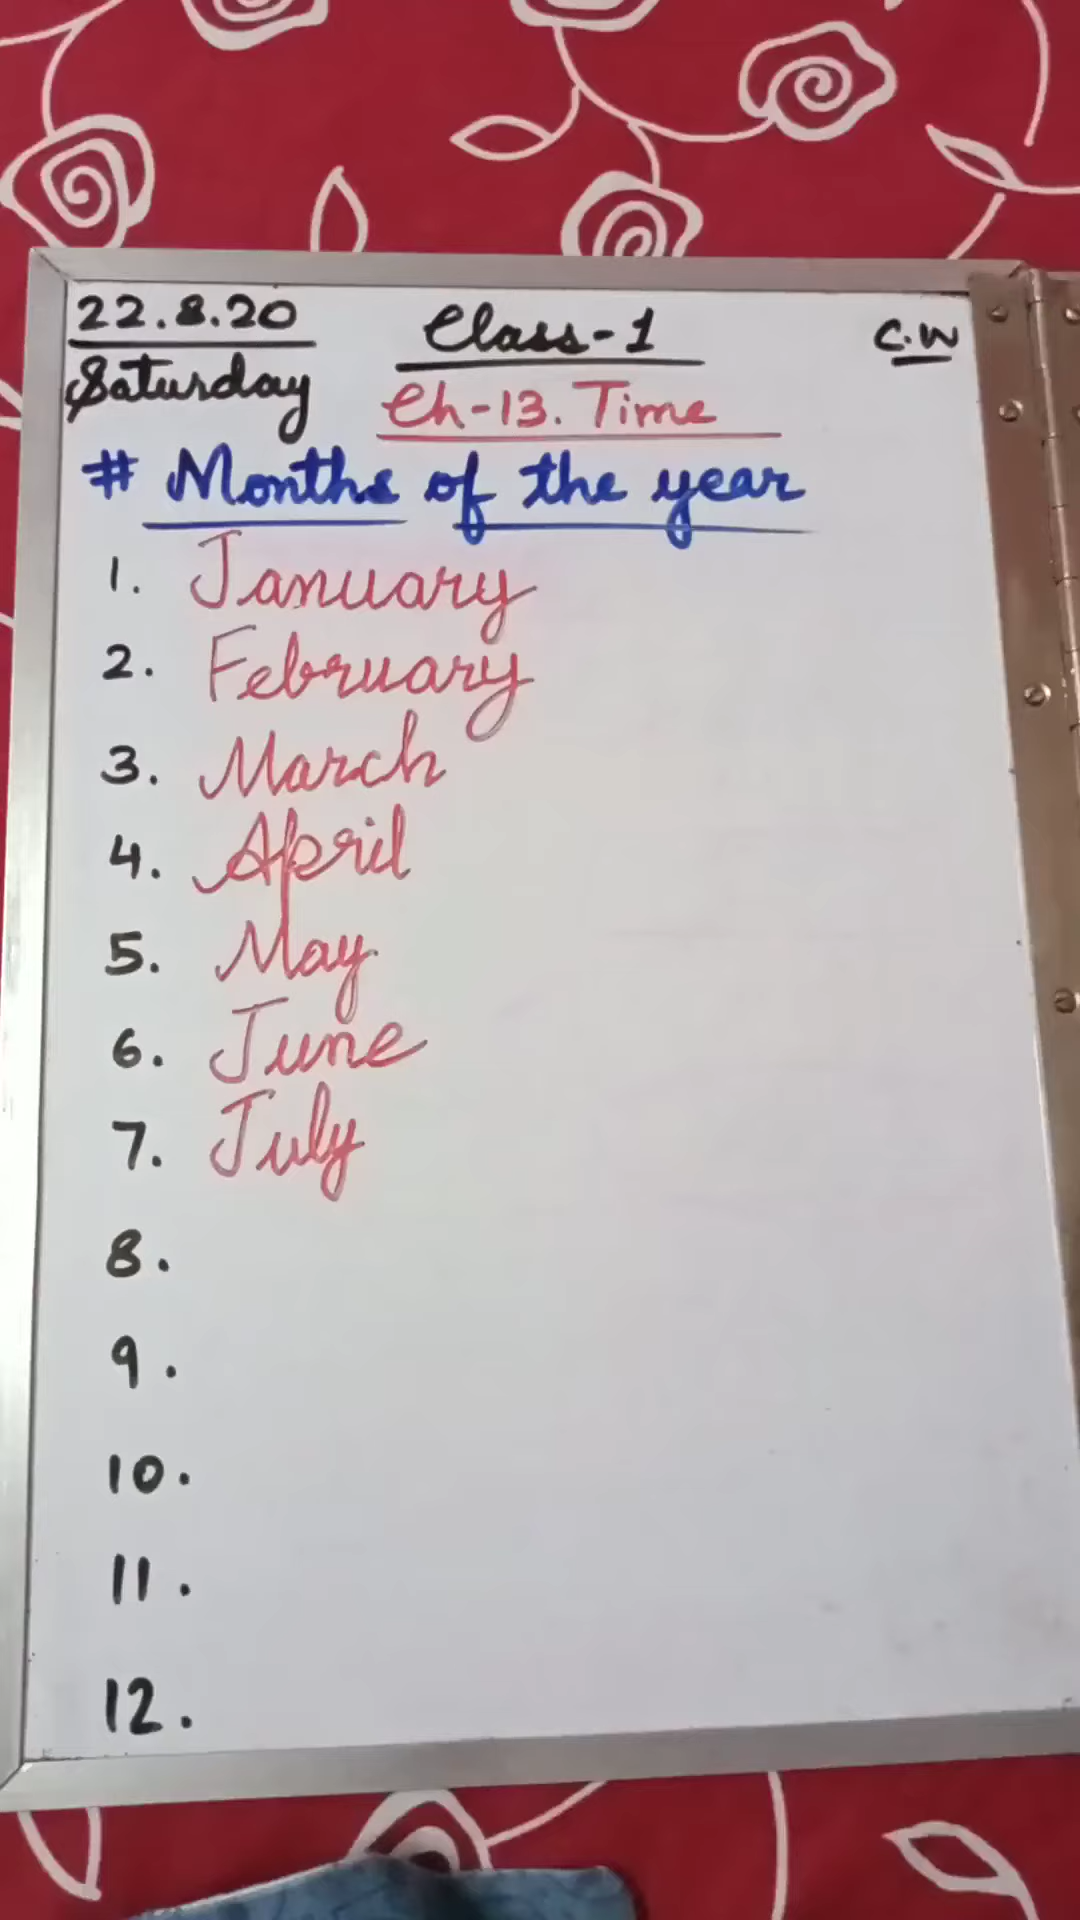 22.8.20 Class-1 C.W
Saturday Ch-13. Time
# Months of the year
1. January
2. February
3. March
4. April
5. May
6. June
7. July
8.
9.
10.
11.
12.